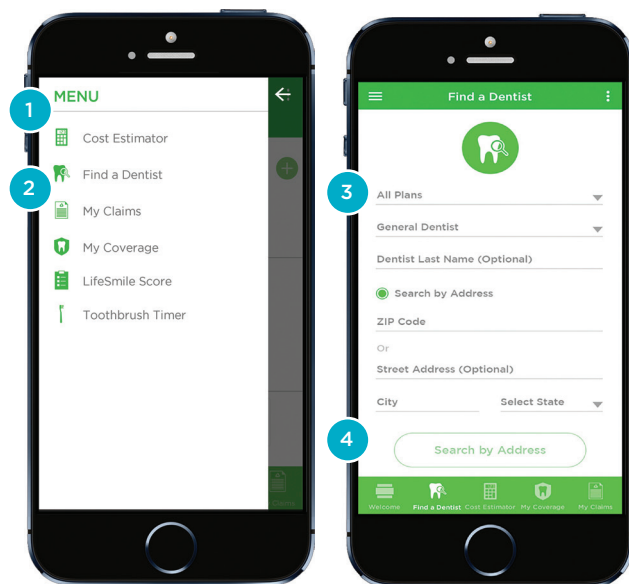 1
MENU
Cost Estimator
2
Find a Dentist
My Claims
My Coverage
LifeSmile Score
Toothbrush Timer
Claims
Find a Dentist
3
All Plans
General Dentist
Dentist Last Name (Optional)
Search by Address
ZIP Code
Or
Street Address (Optional)
City Select State
4
Search by Address
Welcome Find a Dentist Cost Estimator My Coverage My Claims